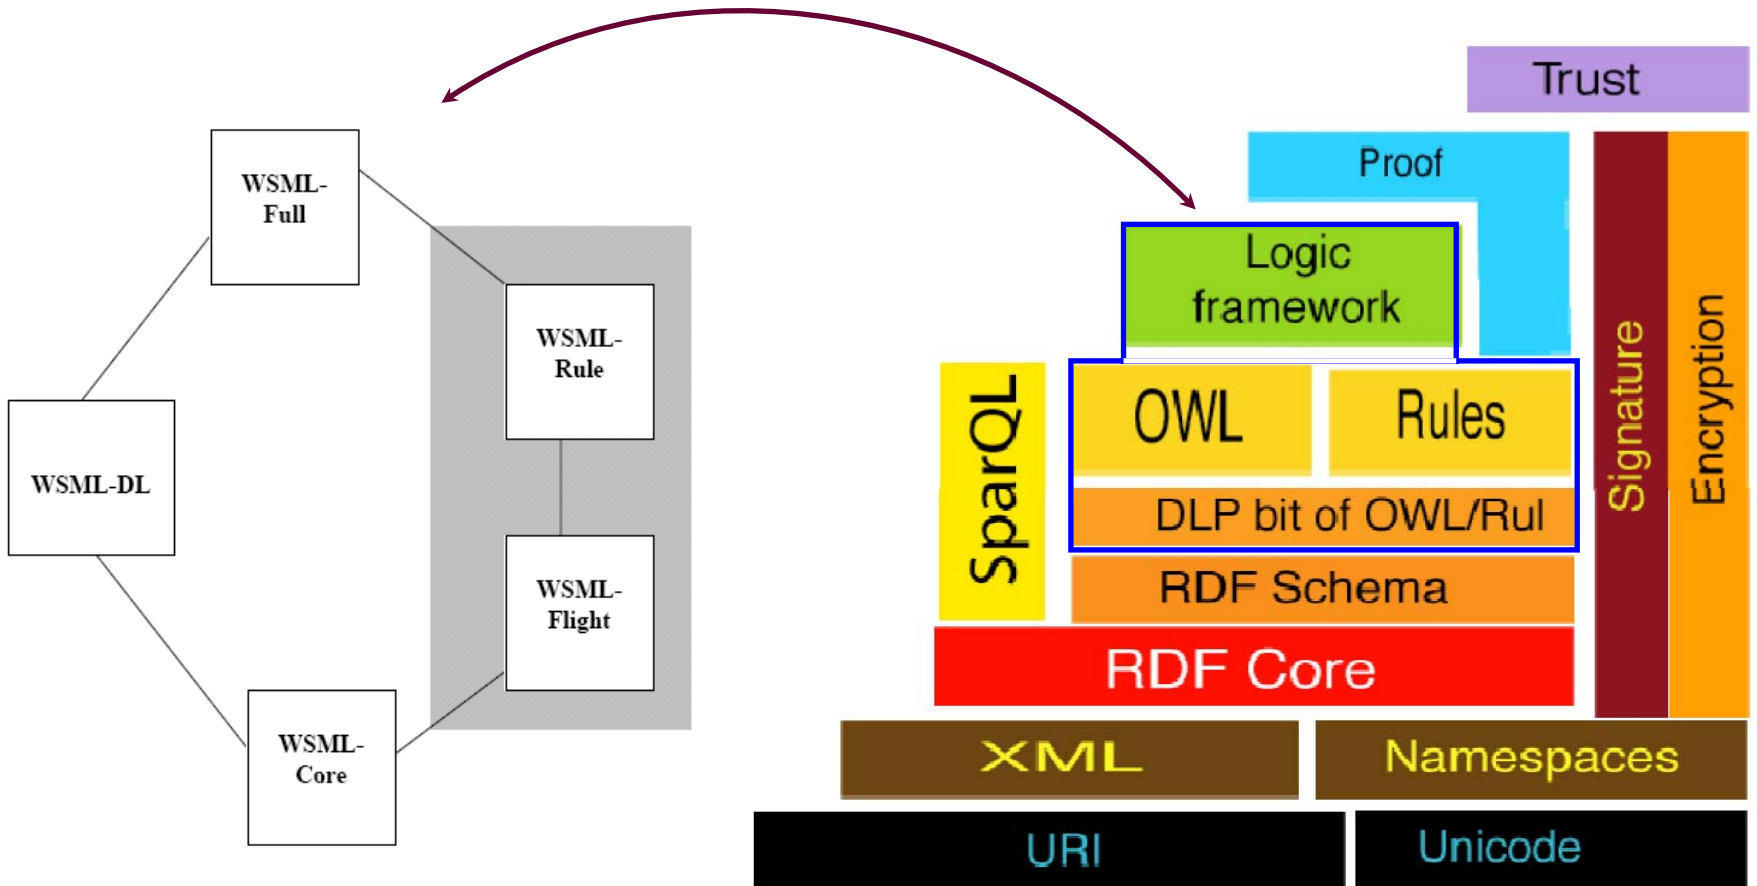 WSML-
Full
WSML-
Rule
WSML-DL
WSML-
Flight
WSML-
Core
Trust
Proof
Logic
framework
SparQL
OWL
Rules
DLP bit of OWL/Rul
RDF Schema
RDF Core
Signature
Encryption
XML
Namespaces
URI
Unicode